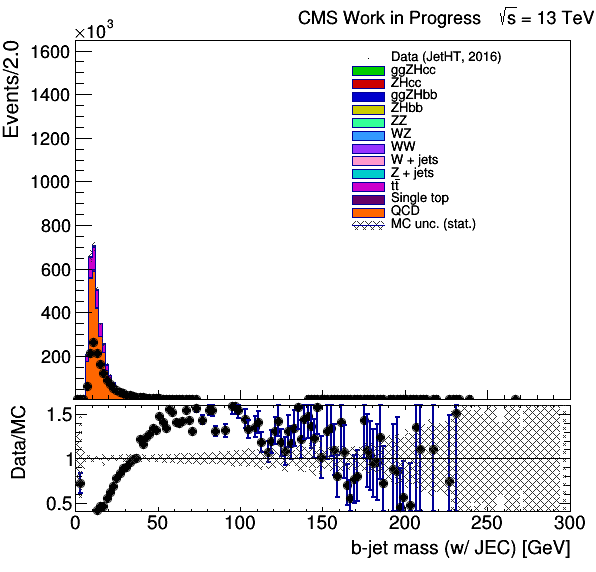 CMS Work in Progress √s = 13 TeV
×10³
Events/2.0
1600
1400
1200
1000
800
600
400
200
Data (JetHT, 2016)
ggZHcc
ZHcc
ggZHbb
ZHbb
ZZ
WZ
WW
W + jets
Z + jets
tt̄
Single top
QCD
MC unc. (stat.)
Data/MC
1.5
1
0.5
0 50 100 150 200 250 300
b-jet mass (w/ JEC) [GeV]